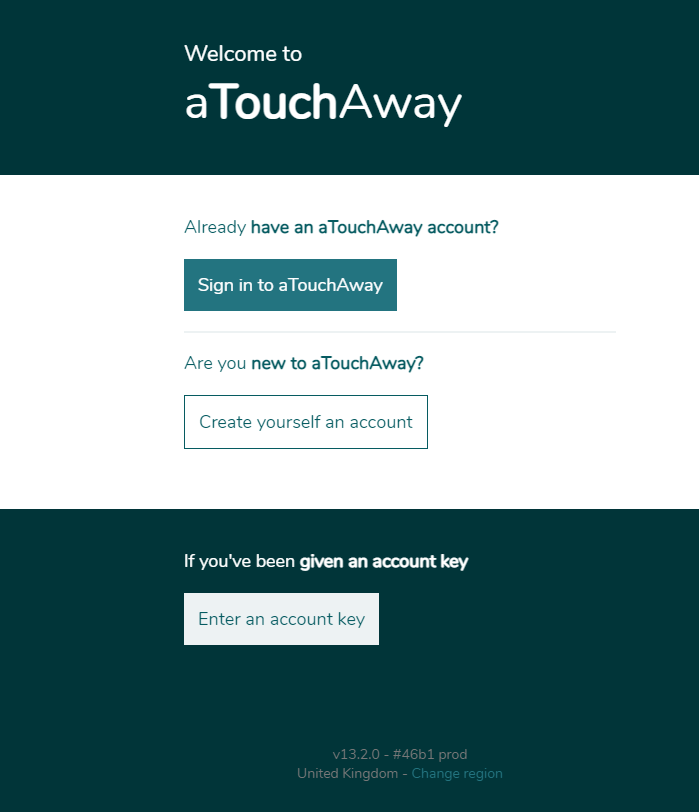 Welcome to
aTouchAway
Already have an aTouchAway account?
Sign in to aTouchAway
Are you new to aTouchAway?
Create yourself an account
If you've been given an account key
Enter an account key
v13.2.0 - #46b1 prod
United Kingdom - Change region